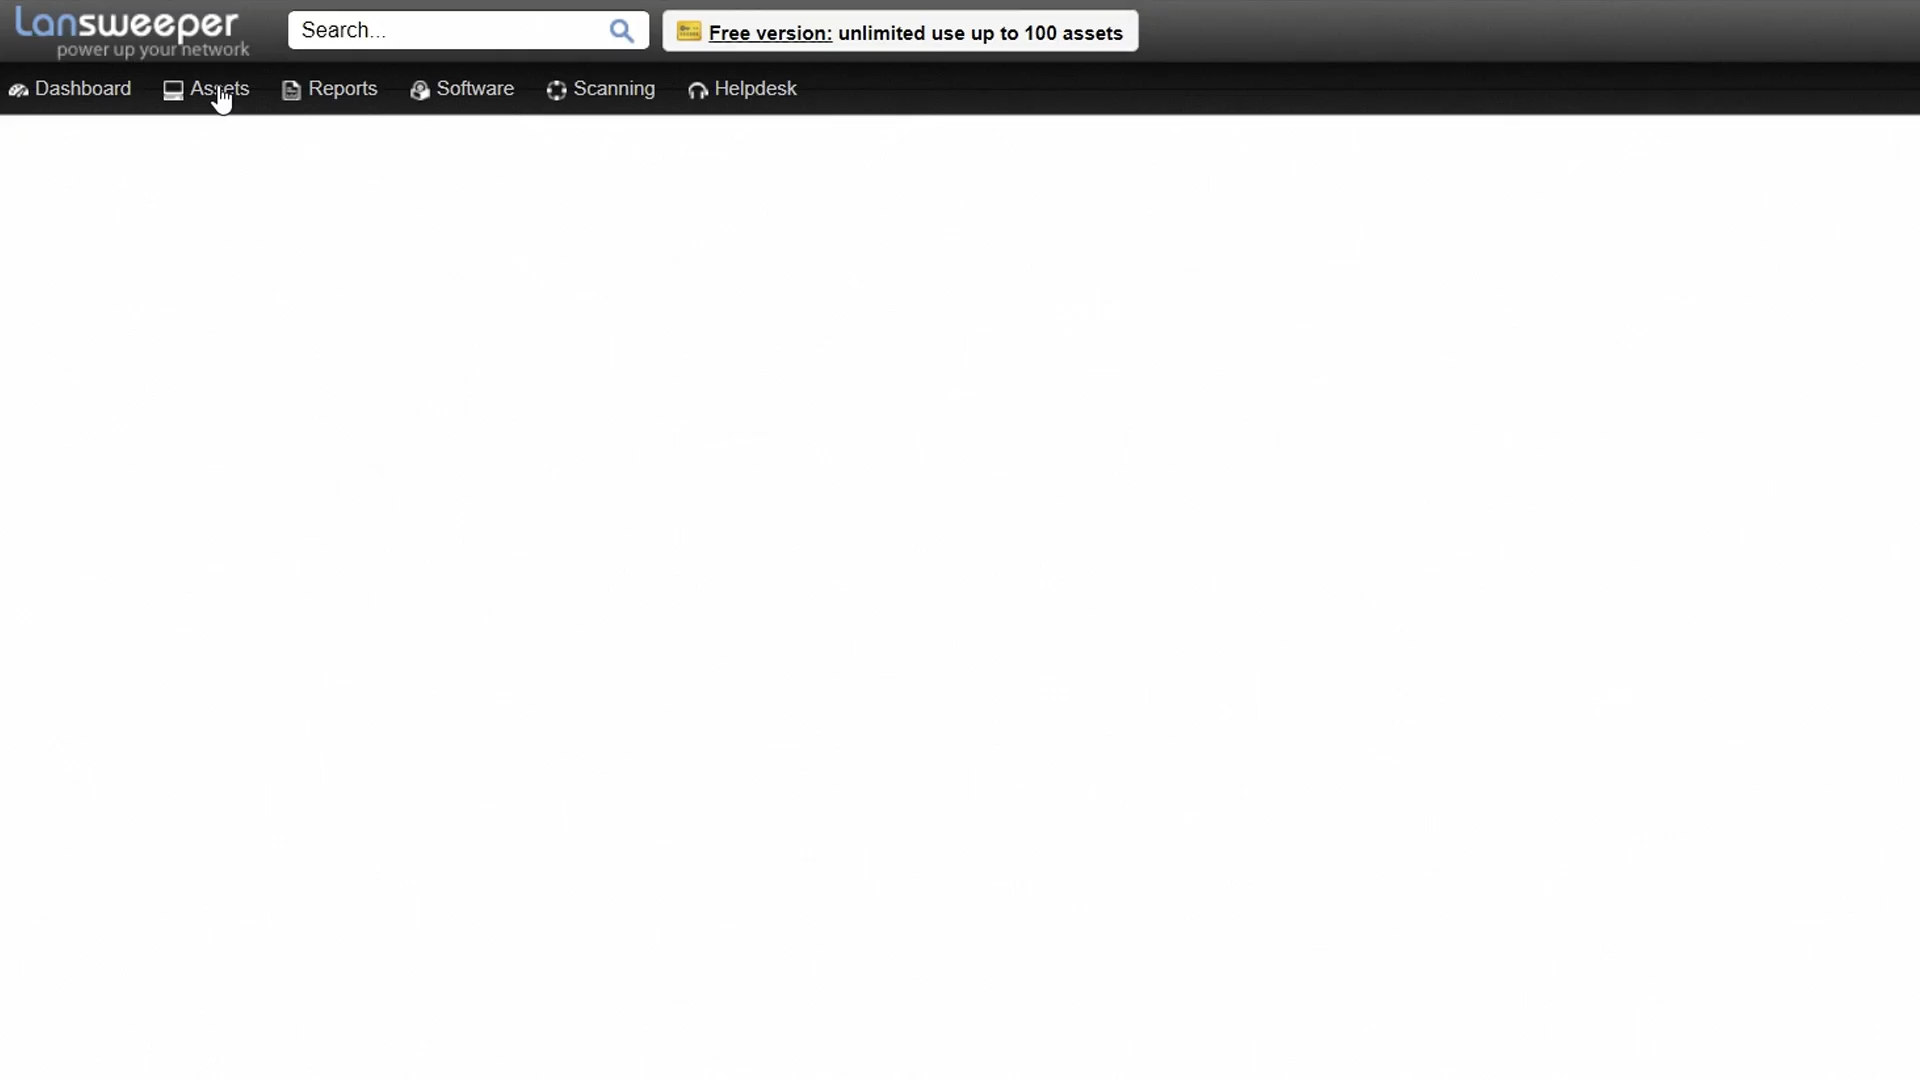 Lansweeper
power up your network
Search...
Free version: unlimited use up to 100 assets
Dashboard Assets Reports Software Scanning Helpdesk